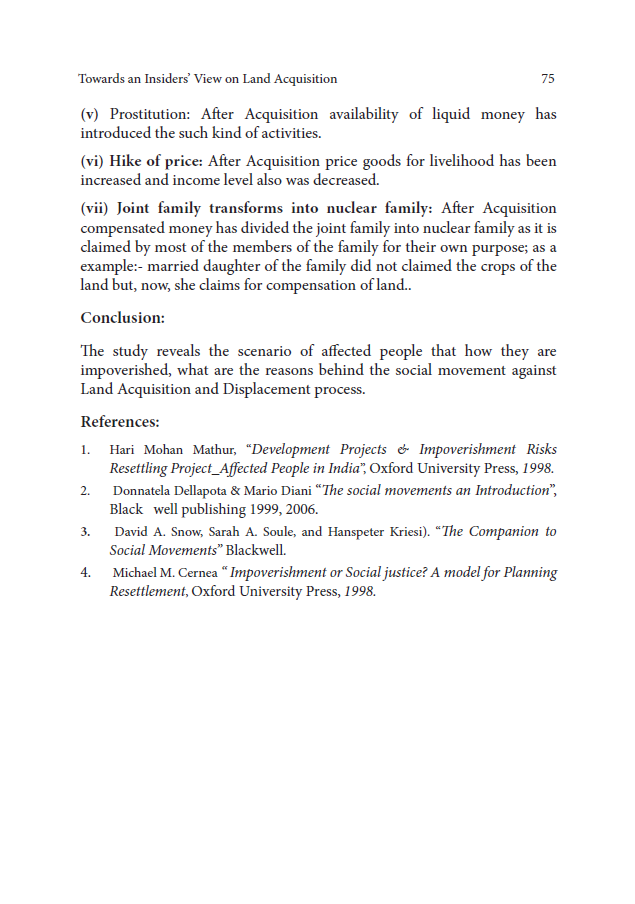 Towards an Insiders' View on Land Acquisition 75
(v) Prostitution: After Acquisition availability of liquid money has
introduced the such kind of activities.
(vi) Hike of price: After Acquisition price goods for livelihood has been
increased and income level also was decreased.
(vii) Joint family transforms into nuclear family: After Acquisition
compensated money has divided the joint family into nuclear family as it is
claimed by most of the members of the family for their own purpose; as a
example:- married daughter of the family did not claimed the crops of the
land but, now, she claims for compensation of land..
Conclusion:
The study reveals the scenario of affected people that how they are
impoverished, what are the reasons behind the social movement against
Land Acquisition and Displacement process.
References:
1. Hari Mohan Mathur, “Development Projects & Impoverishment Risks
Resettling Project_Affected People in India”, Oxford University Press, 1998.
2. Donnatela Dellapota & Mario Diani “The social movements an Introduction”,
Black well publishing 1999, 2006.
3. David A. Snow, Sarah A. Soule, and Hanspeter Kriesi). “The Companion to
Social Movements” Blackwell.
4. Michael M. Cernea “ Impoverishment or Social justice? A model for Planning
Resettlement, Oxford University Press, 1998.